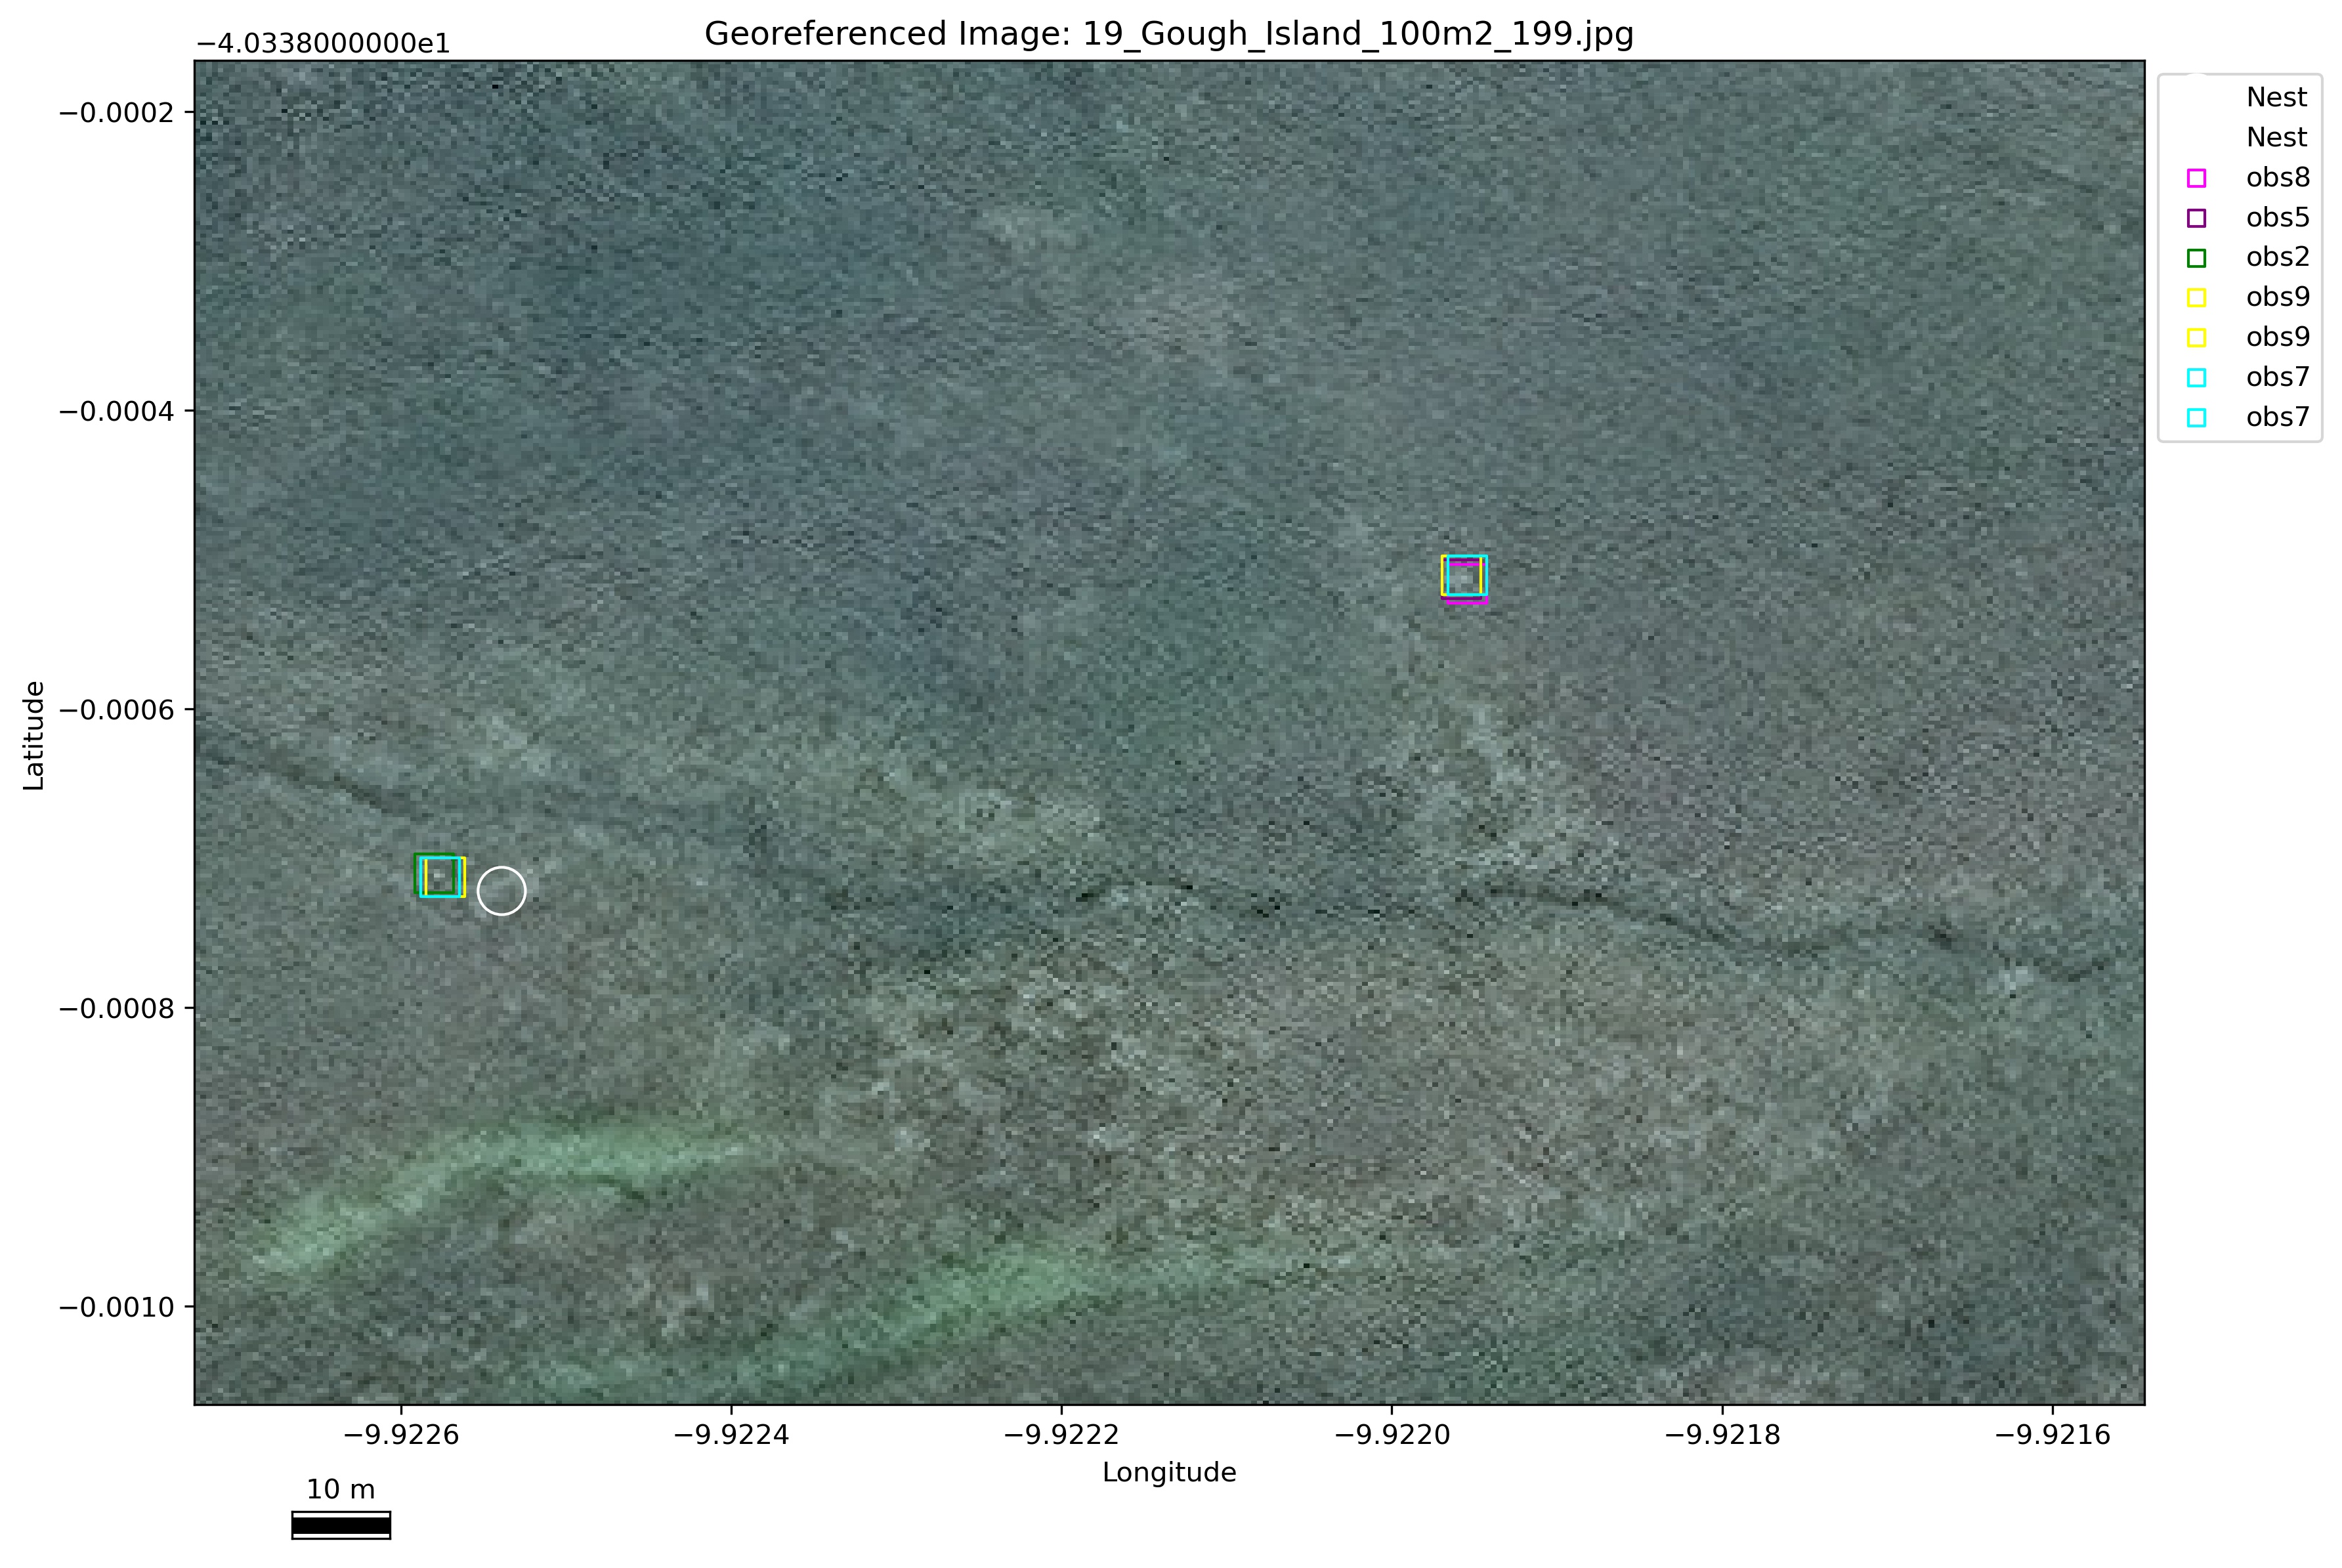 Georeferenced Image: 19_Gough_Island_100m2_199.jpg
−4.0338000000e1
−0.0002
−0.0004
−0.0006
−0.0008
−0.0010
Latitude
−9.9226
−9.9224
−9.9222
−9.9220
−9.9218
−9.9216
Longitude
10 m
Nest
Nest
obs8
obs5
obs2
obs9
obs9
obs7
obs7